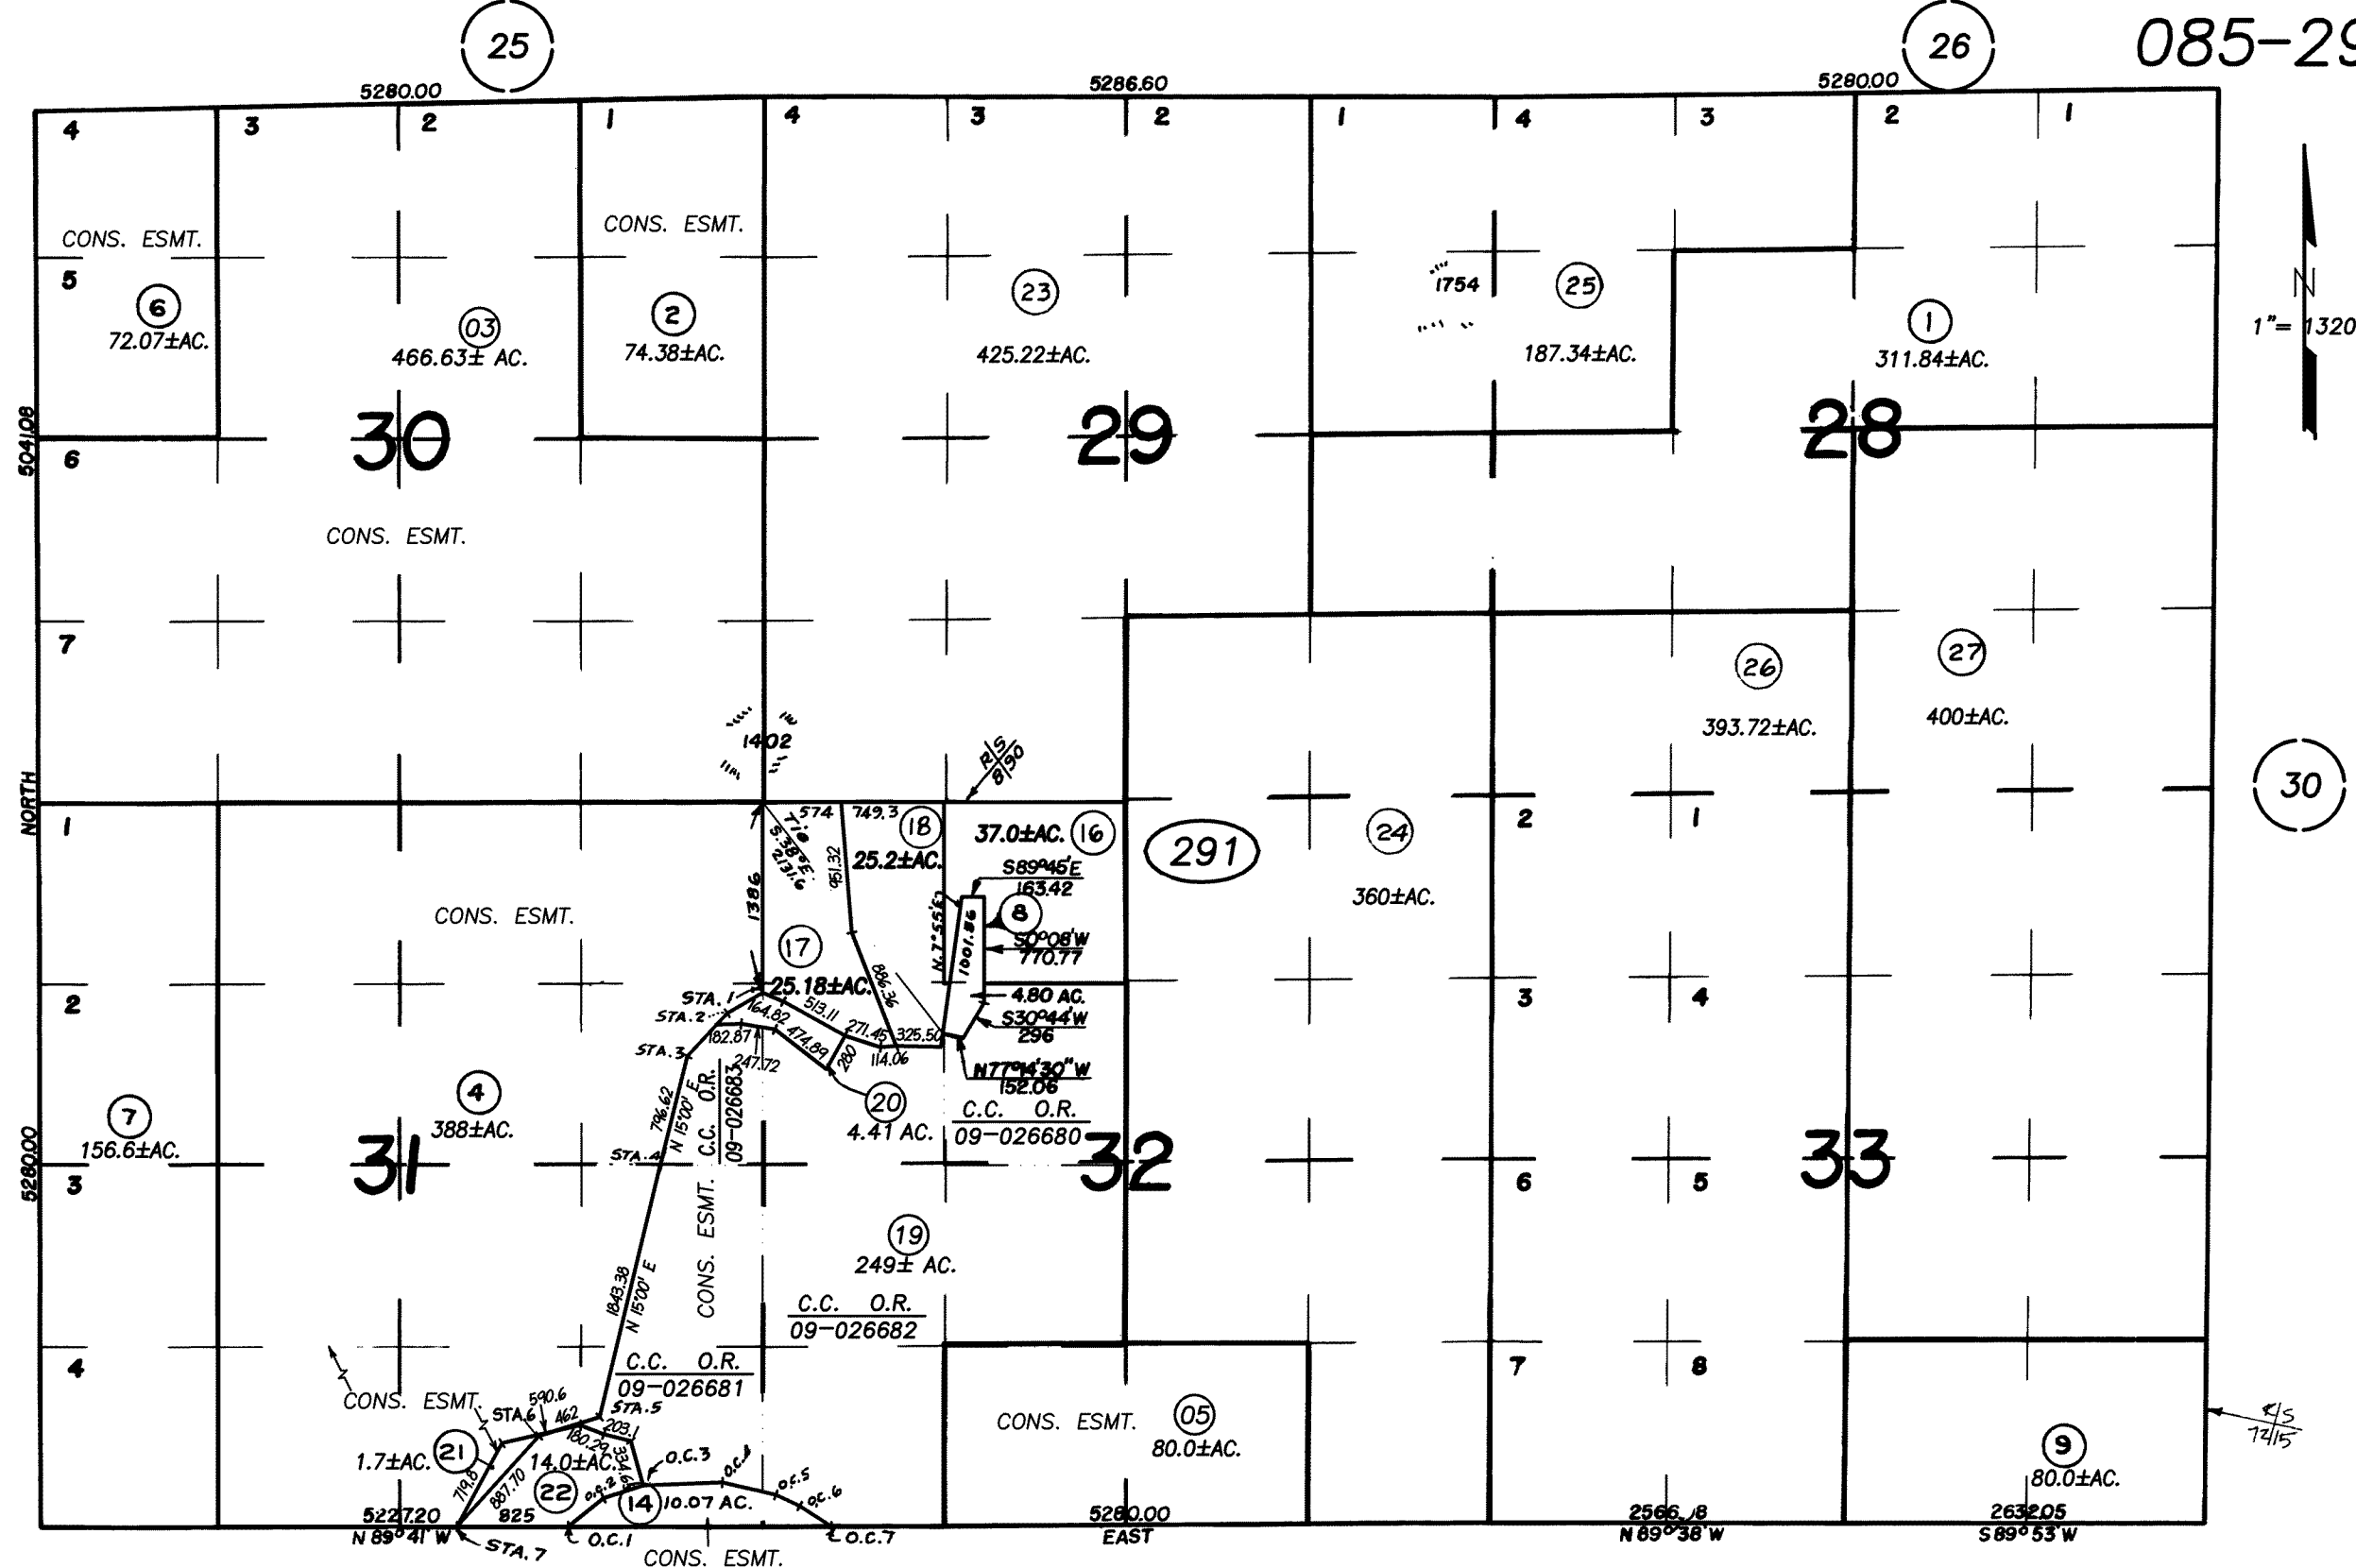 25
26
085-29
5280.00
5286.60
5280.00
4
3
2
1
4
3
2
1
4
3
2
1
CONS. ESMT.
CONS. ESMT.
5
6
72.07±AC.
03
466.63± AC.
2
74.38±AC.
23
425.22±AC.
1754
25
187.34±AC.
1
311.84±AC.
N
1"= 1320
5041.08
30
29
28
6
CONS. ESMT.
7
26
393.72±AC.
27
400±AC.
1402
R/S
8/90
30
NORTH
1
574
749.3
18
37.0±AC.
16
Tie
S.38°E.
2131.6
951.32
25.2±AC.
291
24
2
1
S89°45'E
163.42
360±AC.
1386
CONS. ESMT.
8
N.7°55'E
1001.86
S0°08'W
770.77
17
886.36
2
25.18±AC.
4.80 AC.
3
4
STA. 1
513.11
S30°44'W
296
STA.2
164.82
271.45
325.50
182.87
474.89
STA.3
247.72
280
114.06
N77°14'30"W
152.06
4
388±AC.
796.62
N 15°00' E
C.C. O.R.
09-026683
20
4.41 AC.
C.C. O.R.
09-026680
7
156.6±AC.
5280.00
31
STA.4
32
33
3
6
5
CONS. ESMT.
19
249± AC.
1843.38
N 15°00' E
C.C. O.R.
09-026682
4
C.C. O.R.
09-026681
7
8
CONS. ESMT.
590.6
STA.6
462
STA.5
203.1
CONS. ESMT.
05
80.0±AC.
R/S
72/15
9
80.0±AC.
1.7±AC.
21
180.29
14.0±AC.
O.C.3
O.C.4
O.C.5
O.C.6
719.8
887.70
22
O.C.2
14
10.07 AC.
5227.20
N 89°41' W
825
STA.7
O.C.1
O.C.7
CONS. ESMT.
5280.00
EAST
N 89°38' W
2632.05
S 89°53' W